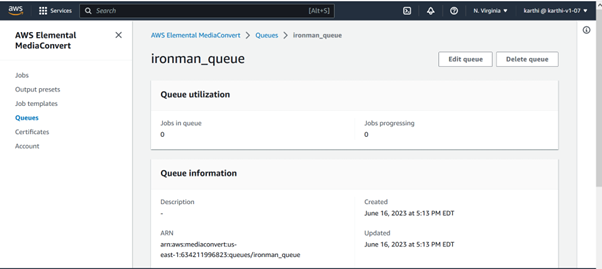 aws Services Search [Alt+S] N. Virginia karthi @ karthi-v1-07
AWS Elemental MediaConvert
Jobs
Output presets
Job templates
Queues
Certificates
Account
AWS Elemental MediaConvert > Queues > ironman_queue
ironman_queue
Edit queue Delete queue
Queue utilization
Jobs in queue
0
Jobs progressing
0
Queue information
Description
-
ARN
arn:aws:mediaconvert:us-
east-1:634211996823:queues/ironman_queue
Created
June 16, 2023 at 5:13 PM EDT
Updated
June 16, 2023 at 5:13 PM EDT